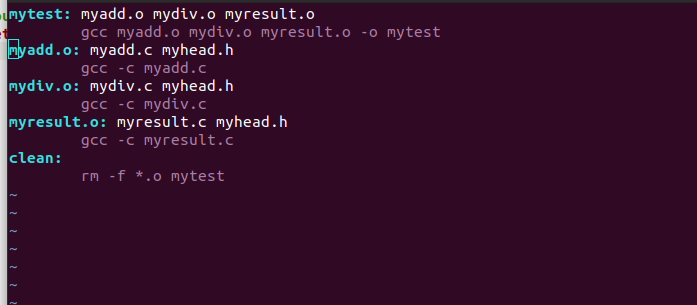 mytest: myadd.o mydiv.o myresult.o
        gcc myadd.o mydiv.o myresult.o -o mytest
myadd.o: myadd.c myhead.h
        gcc -c myadd.c
mydiv.o: mydiv.c myhead.h
        gcc -c mydiv.c
myresult.o: myresult.c myhead.h
        gcc -c myresult.c
clean:
        rm -f *.o mytest
~
~
~
~
~
~
~